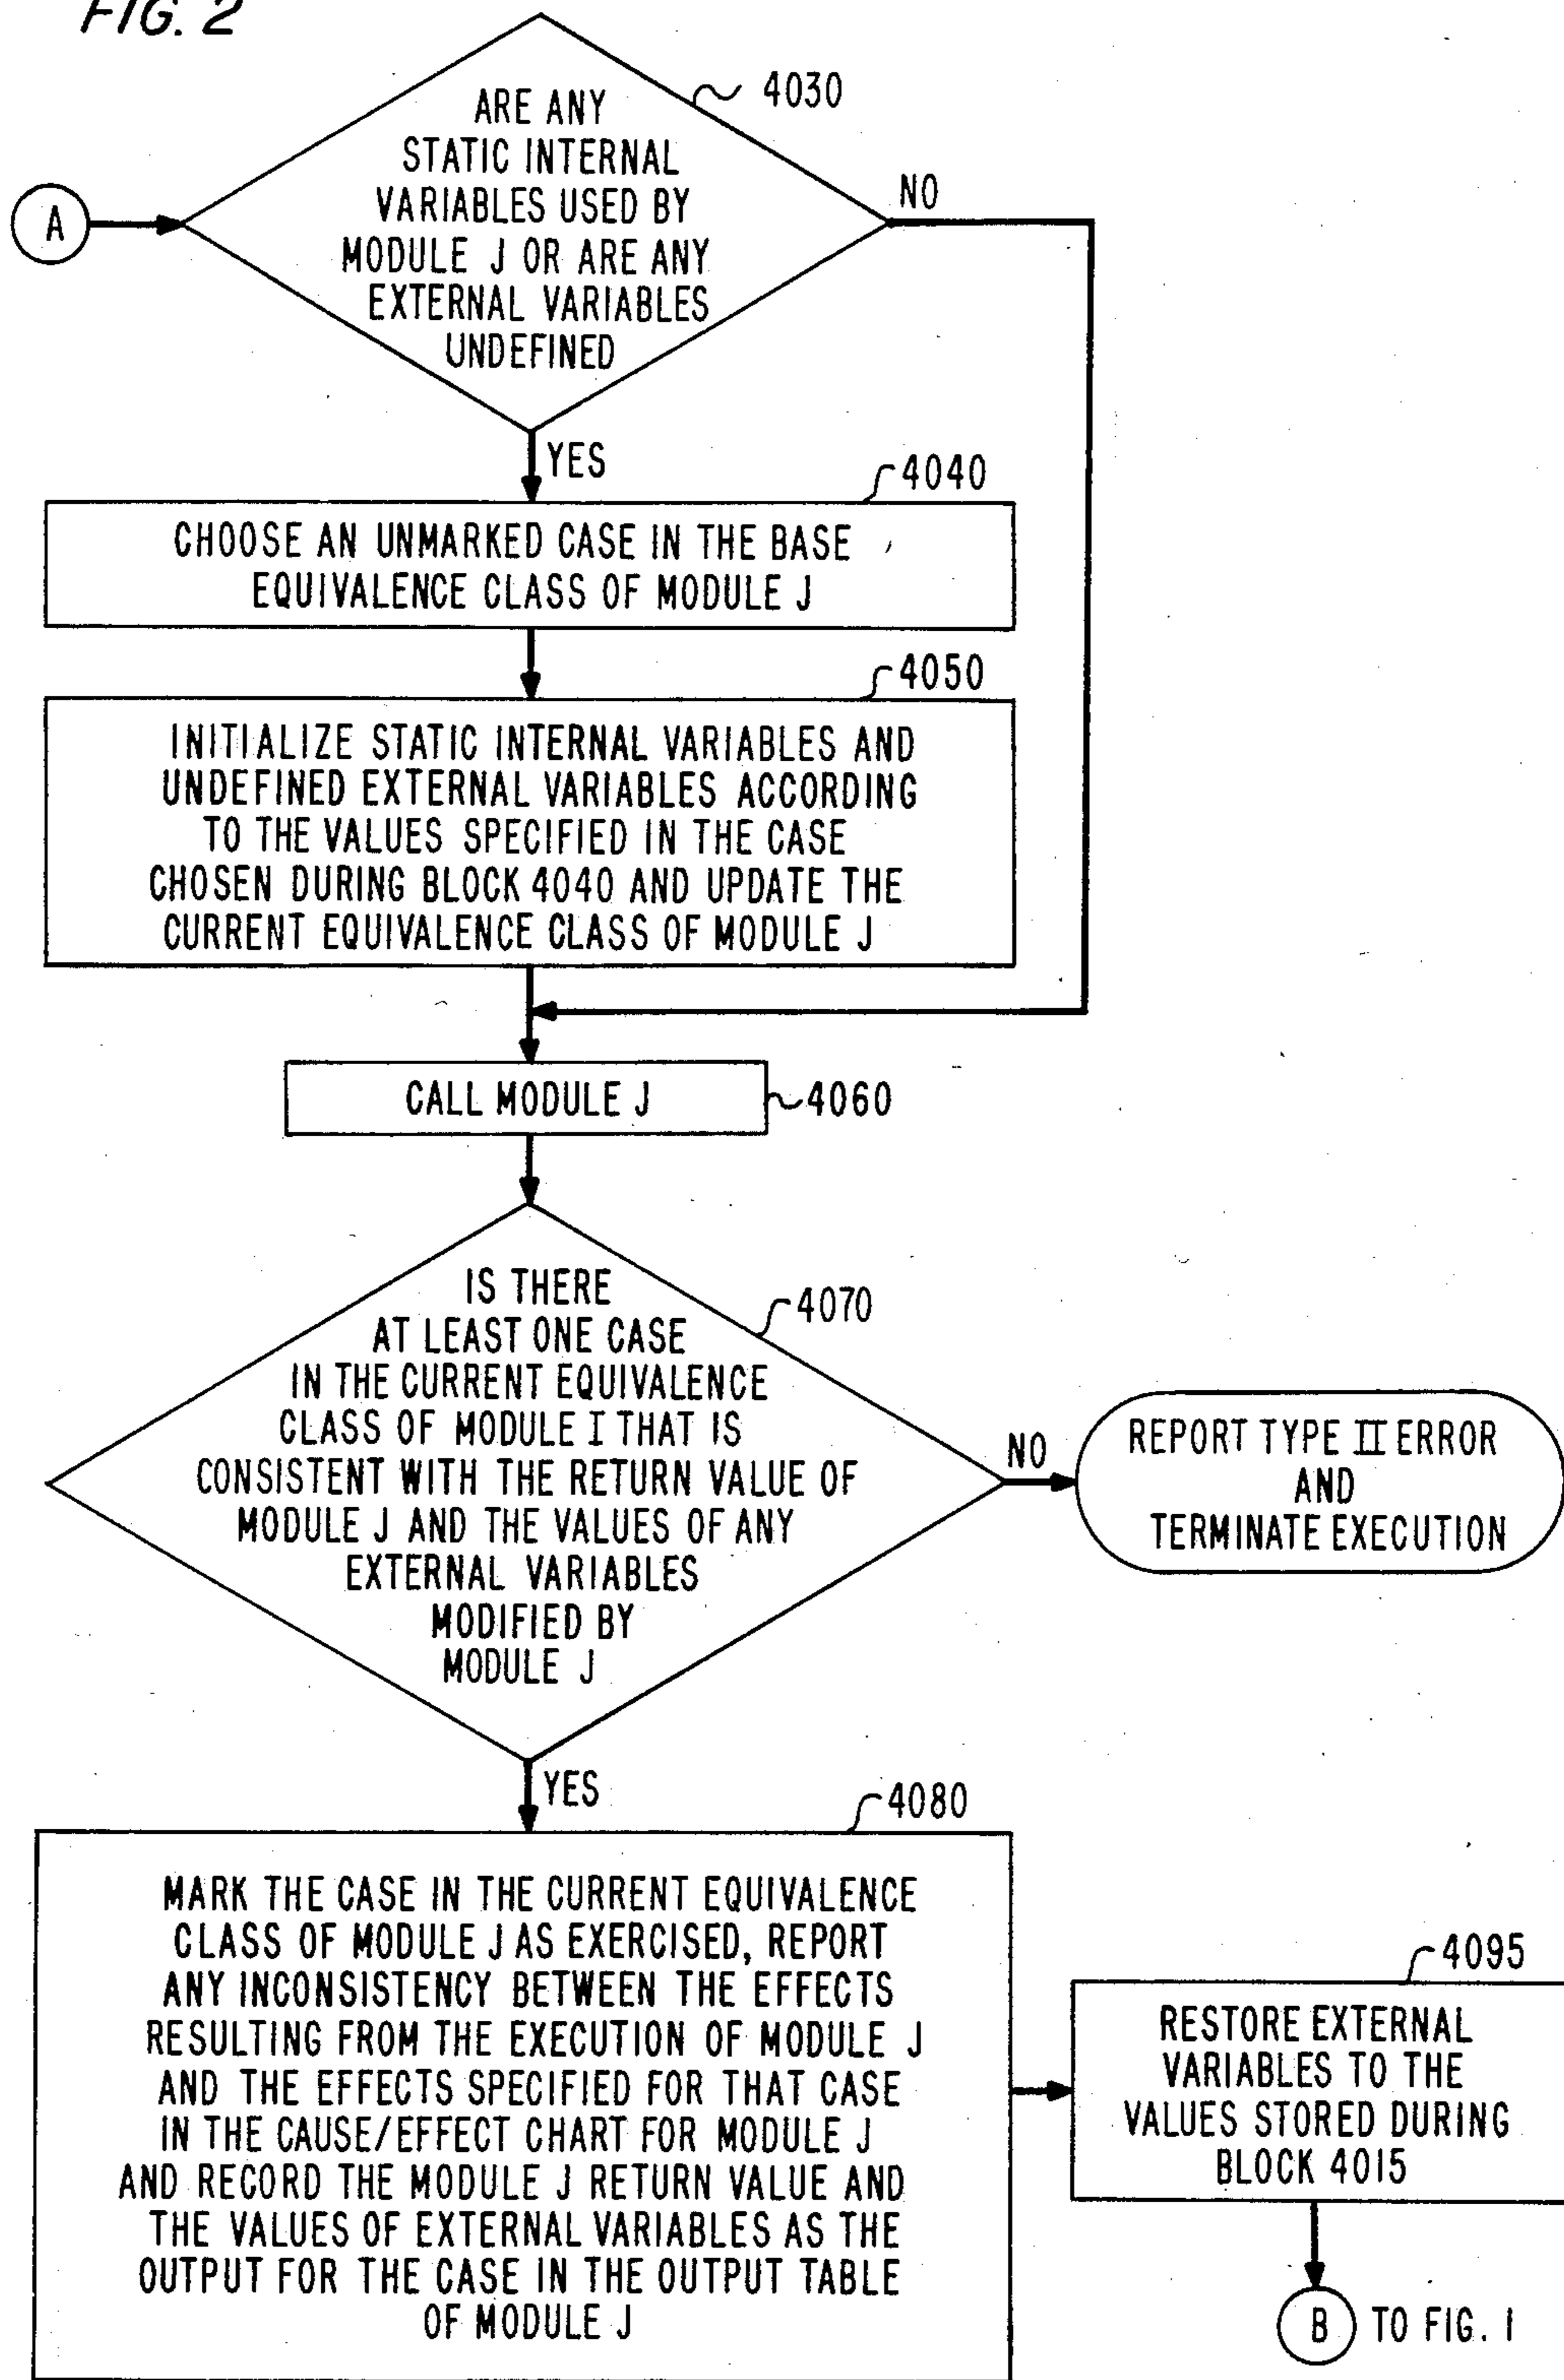 FIG. 2
ARE ANY
STATIC INTERNAL
VARIABLES USED BY
MODULE J OR ARE ANY
EXTERNAL VARIABLES
UNDEFINED
4030
A
NO
YES
4040
CHOOSE AN UNMARKED CASE IN THE BASE
EQUIVALENCE CLASS OF MODULE J
4050
INITIALIZE STATIC INTERNAL VARIABLES AND
UNDEFINED EXTERNAL VARIABLES ACCORDING
TO THE VALUES SPECIFIED IN THE CASE
CHOSEN DURING BLOCK 4040 AND UPDATE THE
CURRENT EQUIVALENCE CLASS OF MODULE J
CALL MODULE J
4060
IS THERE
AT LEAST ONE CASE
IN THE CURRENT EQUIVALENCE
CLASS OF MODULE I THAT IS
CONSISTENT WITH THE RETURN VALUE OF
MODULE J AND THE VALUES OF ANY
EXTERNAL VARIABLES
MODIFIED BY
MODULE J
4070
NO
REPORT TYPE II ERROR
AND
TERMINATE EXECUTION
YES
4080
MARK THE CASE IN THE CURRENT EQUIVALENCE
CLASS OF MODULE J AS EXERCISED, REPORT
ANY INCONSISTENCY BETWEEN THE EFFECTS
RESULTING FROM THE EXECUTION OF MODULE J
AND THE EFFECTS SPECIFIED FOR THAT CASE
IN THE CAUSE/EFFECT CHART FOR MODULE J
AND RECORD THE MODULE J RETURN VALUE AND
THE VALUES OF EXTERNAL VARIABLES AS THE
OUTPUT FOR THE CASE IN THE OUTPUT TABLE
OF MODULE J
4095
RESTORE EXTERNAL
VARIABLES TO THE
VALUES STORED DURING
BLOCK 4015
B TO FIG. 1